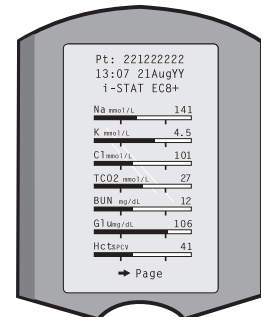 Pt: 221222222
13:07 21AugYY
i-STAT EC8+
Na mmol/L 141
K mmol/L 4.5
Cl mmol/L 101
TCO2 mmol/L 27
BUN mg/dL 12
Glu mg/dL 106
Hct %PCV 41
➡ Page